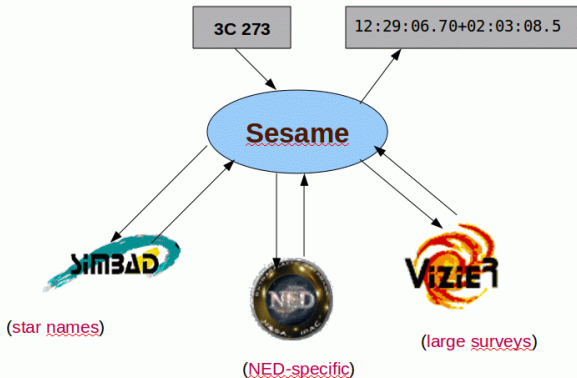 3C 273
12:29:06.70+02:03:08.5
Sesame
SiMBAD
NED
VizieR
(star names)
(NED-specific)
(large surveys)